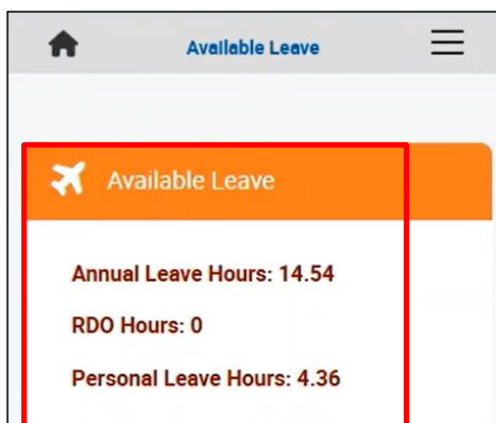 Available Leave
Available Leave
Annual Leave Hours: 14.54
RDO Hours: 0
Personal Leave Hours: 4.36